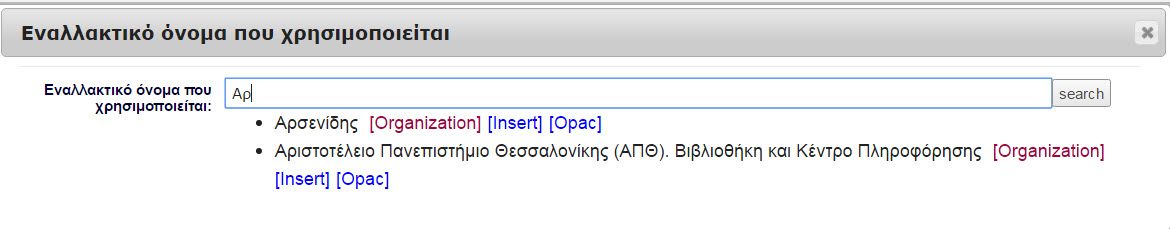 Εναλλακτικό όνομα που χρησιμοποιείται
Εναλλακτικό όνομα που
χρησιμοποιείται:
Αρ
search
Αρσενίδης [Organization] [Insert] [Opac]
Αριστοτέλειο Πανεπιστήμιο Θεσσαλονίκης (ΑΠΘ). Βιβλιοθήκη και Κέντρο Πληροφόρησης [Organization]
[Insert] [Opac]